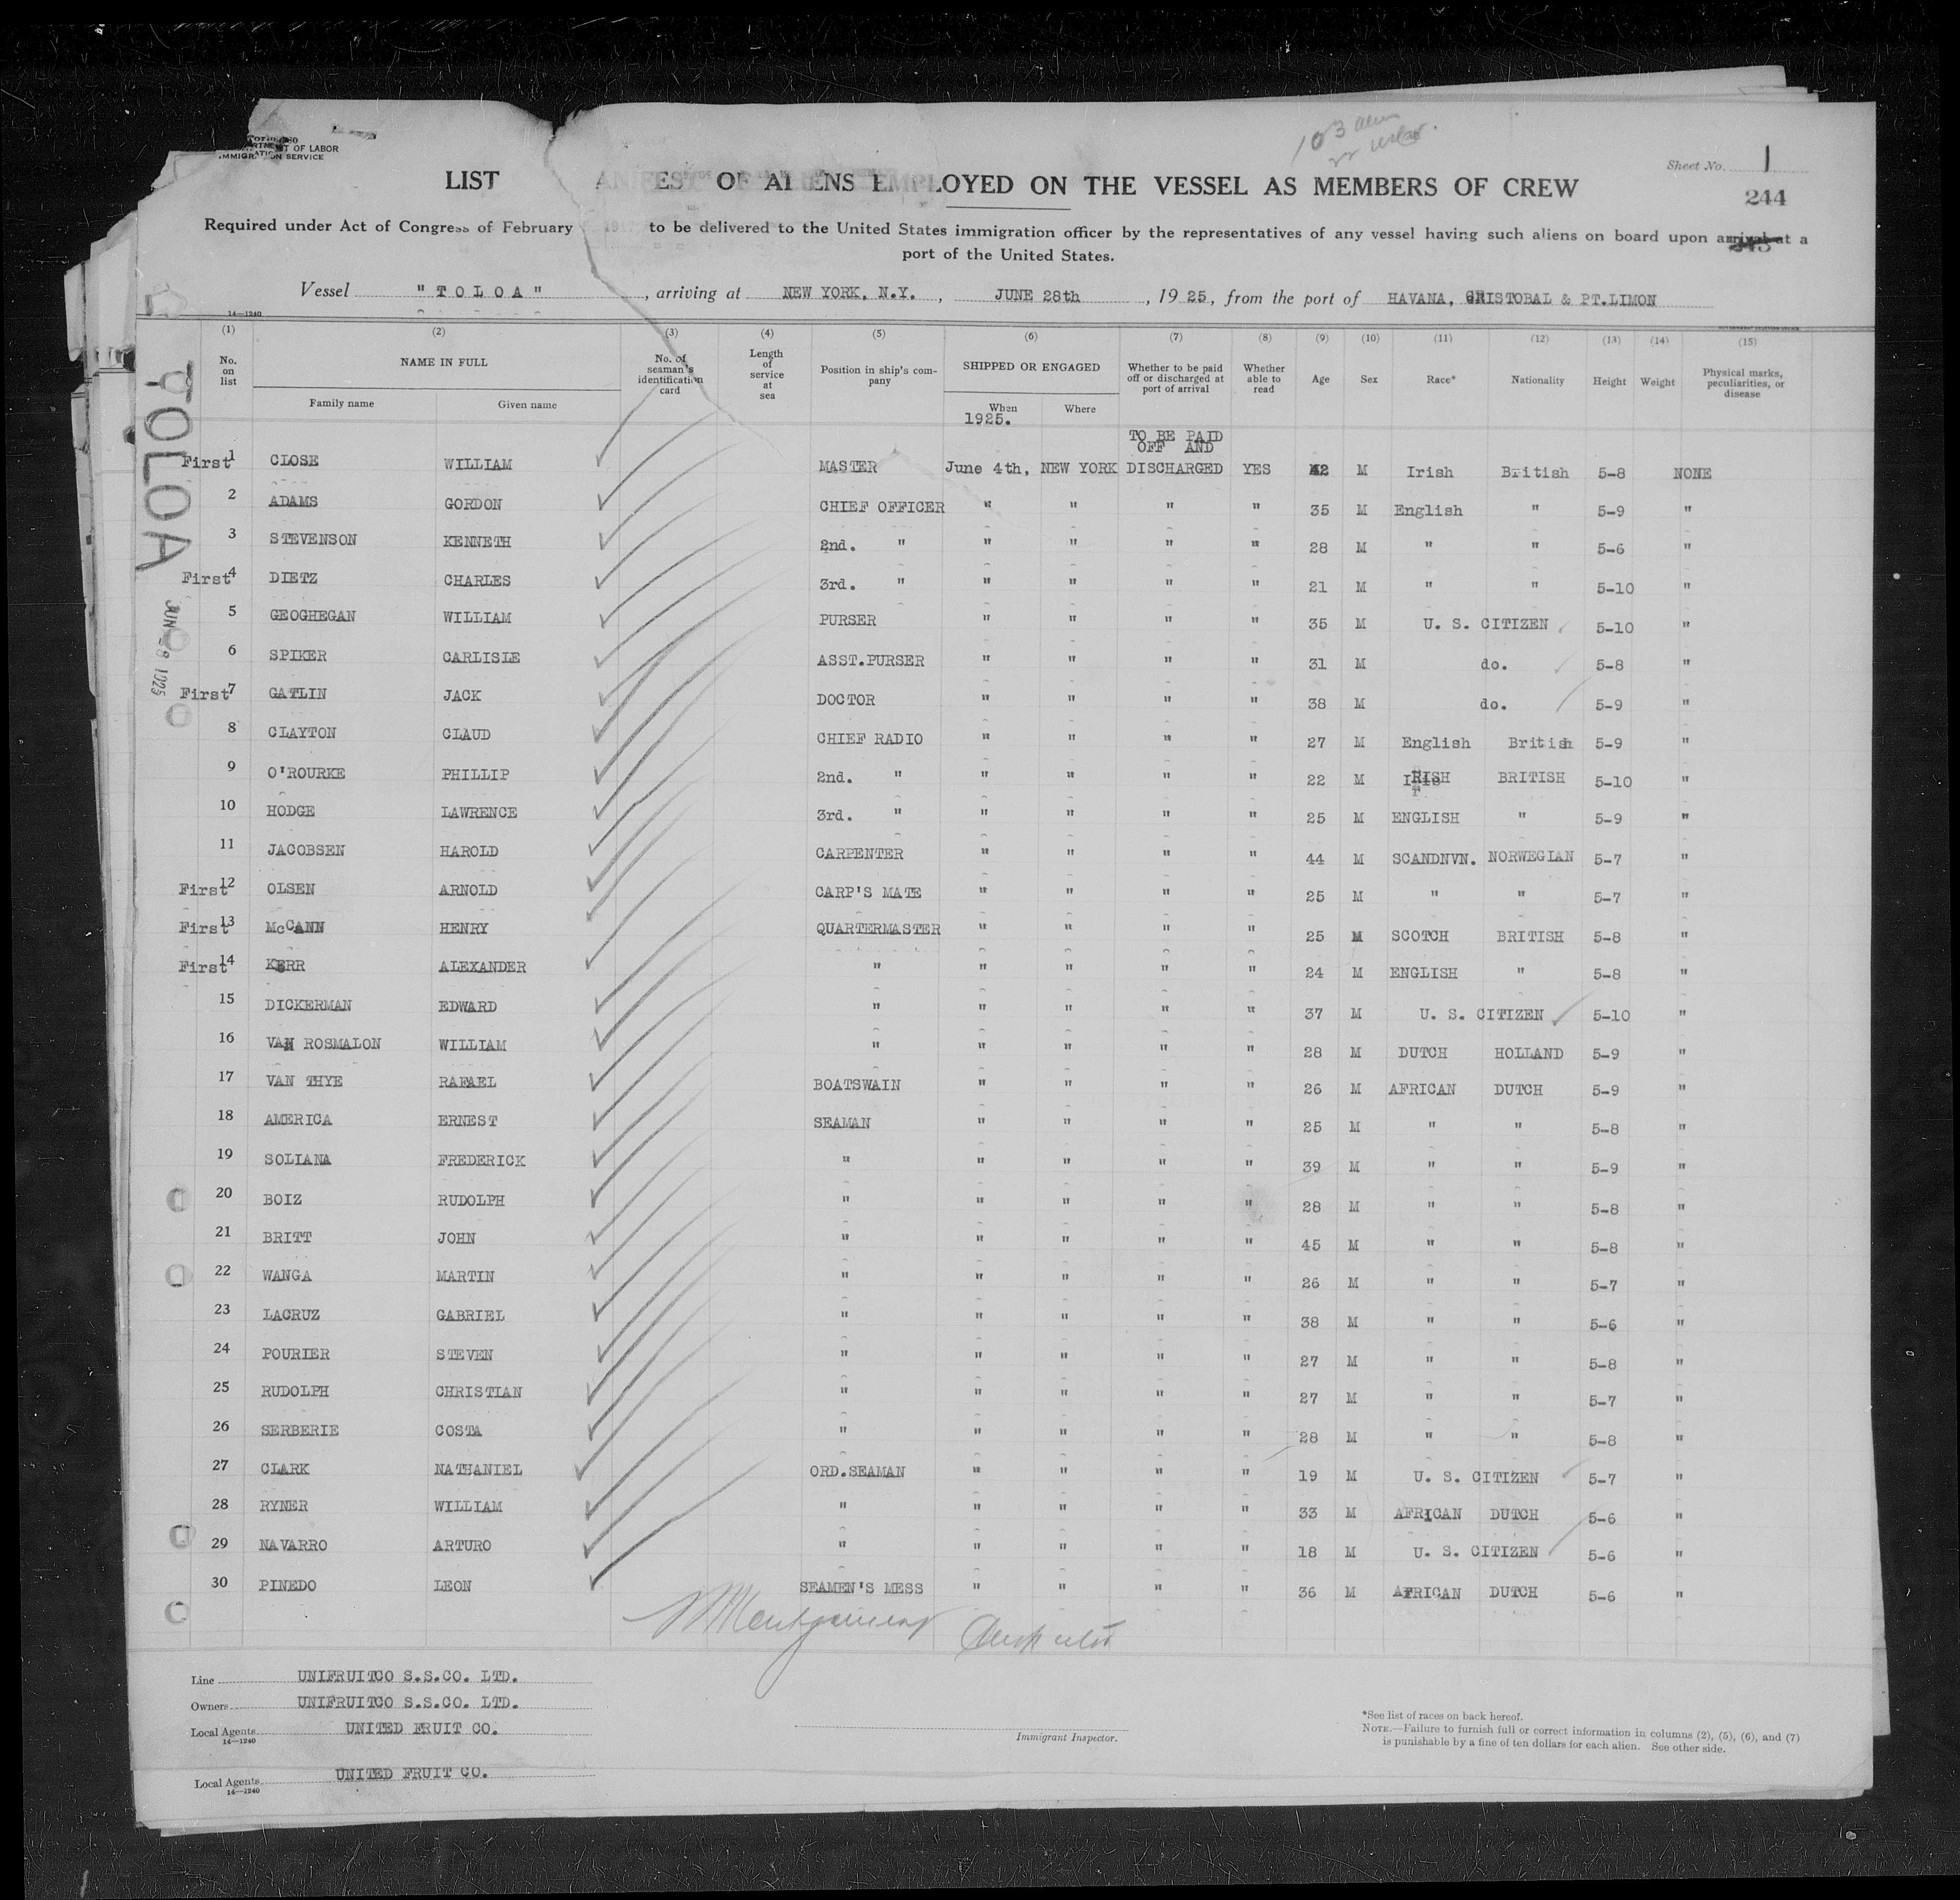 DEPARTMENT OF LABOR
IMMIGRATION SERVICE
103 alien
Sheet No. 1
244
LIST OF ALIENS EMPLOYED ON THE VESSEL AS MEMBERS OF CREW
Required under Act of Congress of February to be delivered to the United States immigration officer by the representatives of any vessel having such aliens on board upon arrival at a
port of the United States.
Vessel "TOLOA", arriving at NEW YORK, N.Y., JUNE 28th, 1925, from the port of HAVANA, CRISTOBAL & PT.LIMON
14—1240
TOLOA
JUN 28 1925
(1) (2) (3) (4) (5) (6) (7) (8) (9) (10) (11) (12) (13) (14) (15)
No. on list NAME IN FULL No. of seaman's identification card Length of service at sea Position in ship's company SHIPPED OR ENGAGED Whether to be paid off or discharged at port of arrival Whether able to read Age Sex Race* Nationality Height Weight Physical marks, peculiarities, or disease
Family name Given name When Where
1925.
TO BE PAID
OFF AND
First 1 CLOSE WILLIAM MASTER June 4th, NEW YORK DISCHARGED YES 42 M Irish British 5-8 NONE
2 ADAMS GORDON CHIEF OFFICER " " " " 35 M English " 5-9 "
3 STEVENSON KENNETH 2nd. " " " " " 28 M " " 5-6 "
First 4 DIETZ CHARLES 3rd. " " " " " 21 M " " 5-10 "
5 GEOGHEGAN WILLIAM PURSER " " " " 35 M U. S. CITIZEN 5-10 "
6 SPIKER CARLISLE ASST.PURSER " " " " 31 M do. 5-8 "
First 7 GATLIN JACK DOCTOR " " " " 38 M do. 5-9 "
8 CLAYTON CLAUD CHIEF RADIO " " " " 27 M English British 5-9 "
9 O'ROURKE PHILLIP 2nd. " " " " " 22 M IRISH BRITISH 5-10 "
10 HODGE LAWRENCE 3rd. " " " " " 25 M ENGLISH " 5-9 "
11 JACOBSEN HAROLD CARPENTER " " " " 44 M SCANDNVN. NORWEGIAN 5-7 "
First 12 OLSEN ARNOLD CARP'S MATE " " " " 25 M " " 5-7 "
First 13 McCANN HENRY QUARTERMASTER " " " " 25 M SCOTCH BRITISH 5-8 "
First 14 KERR ALEXANDER " " " " " 24 M ENGLISH " 5-8 "
15 DICKERMAN EDWARD " " " " " 37 M U. S. CITIZEN 5-10 "
16 VAN ROSMALON WILLIAM " " " " " 28 M DUTCH HOLLAND 5-9 "
17 VAN THYE RAFAEL BOATSWAIN " " " " 26 M AFRICAN DUTCH 5-9 "
18 AMERICA ERNEST SEAMAN " " " " 25 M " " 5-8 "
19 SOLIANA FREDERICK " " " " " 39 M " " 5-9 "
20 BOIZ RUDOLPH " " " " " 28 M " " 5-8 "
21 BRITT JOHN " " " " " 45 M " " 5-8 "
22 WANGA MARTIN " " " " " 26 M " " 5-7 "
23 LACRUZ GABRIEL " " " " " 38 M " " 5-6 "
24 POURIER STEVEN " " " " " 27 M " " 5-8 "
25 RUDOLPH CHRISTIAN " " " " " 27 M " " 5-7 "
26 SERBERIE COSTA " " " " " 28 M " " 5-8 "
27 CLARK NATHANIEL ORD.SEAMAN " " " " 19 M U. S. CITIZEN 5-7 "
28 RYNER WILLIAM " " " " " 33 M AFRICAN DUTCH 5-6 "
29 NAVARRO ARTURO " " " " " 18 M U. S. CITIZEN 5-6 "
30 PINEDO LEON SEAMEN'S MESS " " " " 36 M AFRICAN DUTCH 5-6 "
Montgomery
Line UNIFRUITCO S.S.CO. LTD.
Owners UNIFRUITCO S.S.CO. LTD.
Local Agents UNITED FRUIT CO.
14—1240
Immigrant Inspector.
*See list of races on back hereof.
NOTE.—Failure to furnish full or correct information in columns (2), (5), (6), and (7)
is punishable by a fine of ten dollars for each alien. See other side.
Local Agents UNITED FRUIT CO.
14—1240